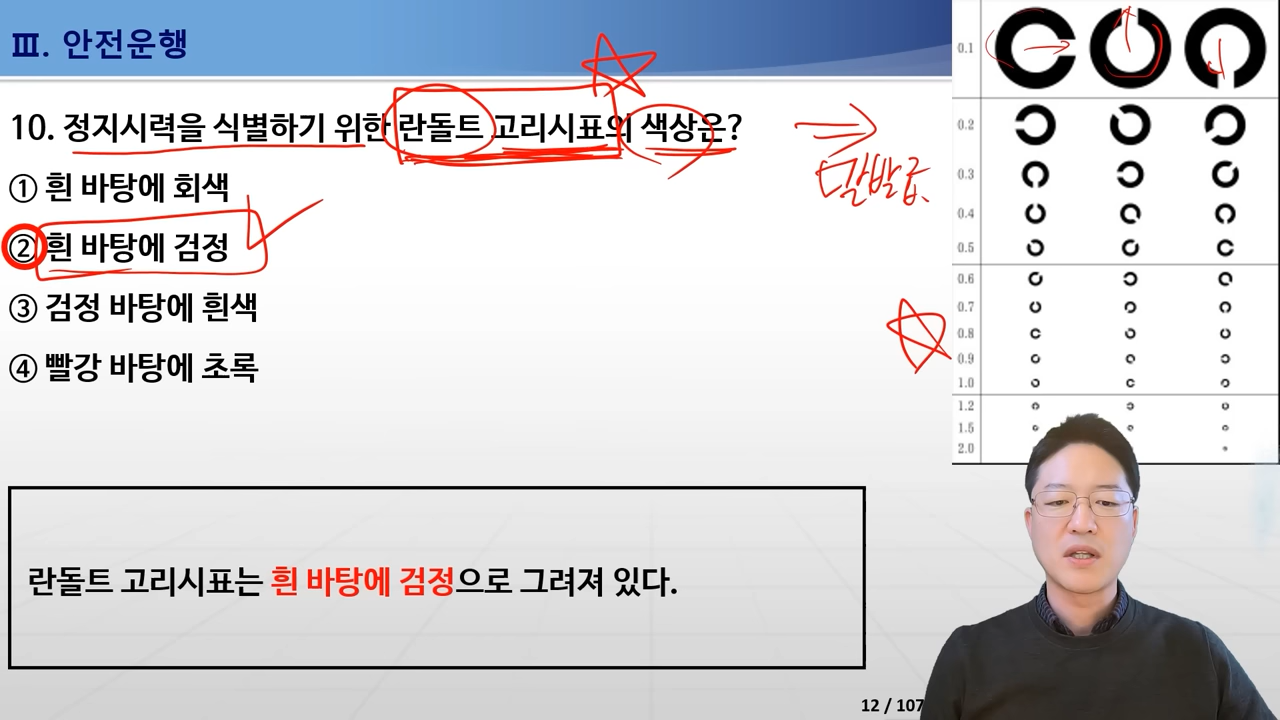 Ⅲ. 안전운행
10. 정지시력을 식별하기 위한 란돌트 고리시표의 색상은?
① 흰 바탕에 회색
② 흰 바탕에 검정
③ 검정 바탕에 흰색
④ 빨강 바탕에 초록
란돌트 고리시표는 흰 바탕에 검정으로 그려져 있다.
12 / 107
0.1
0.2
0.3
0.4
0.5
0.6
0.7
0.8
0.9
1.0
1.2
1.5
2.0